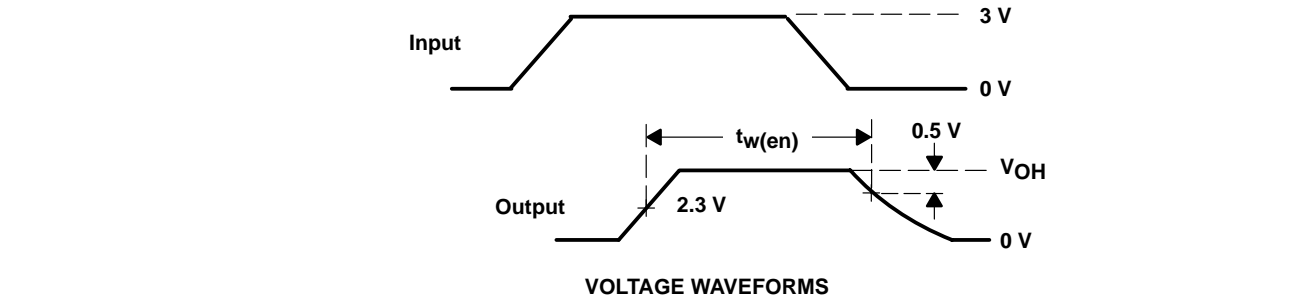 3 V
Input
0 V
tw(en)
0.5 V
VOH
Output
2.3 V
0 V
VOLTAGE WAVEFORMS